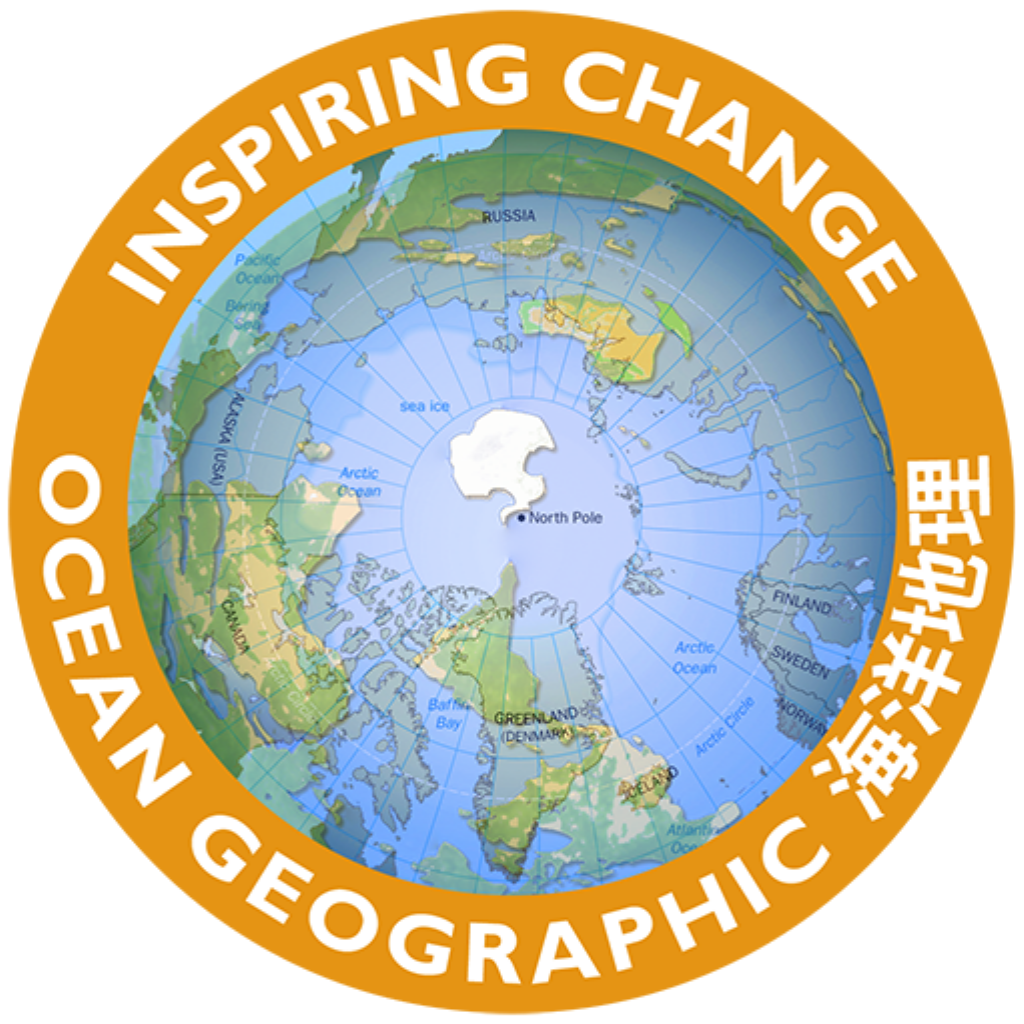 INSPIRING CHANGE
RUSSIA
Pacific
Ocean
Bering
Sea
sea ice
ALASKA (USA)
Arctic
Ocean
North Pole
FINLAND
CANADA
SWEDEN
Arctic
Ocean
NORWAY
Baffin
Bay
GREENLAND
(DENMARK)
Arctic Circle
ICELAND
Atlantic
OCEAN GEOGRAPHIC 海洋地理